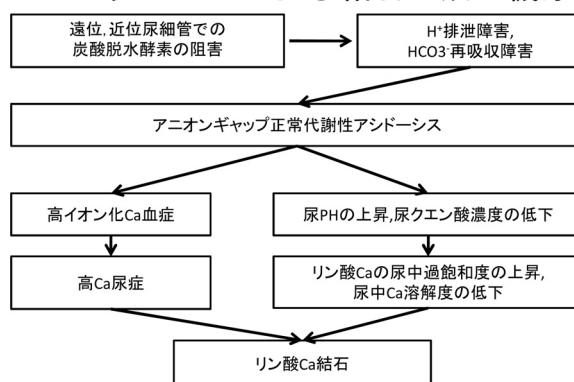 遠位, 近位尿細管での
炭酸脱水酵素の阻害
H⁺排泄障害,
HCO3⁻再吸収障害
アニオンギャップ正常代謝性アシドーシス
高イオン化Ca血症
尿PHの上昇,尿クエン酸濃度の低下
高Ca尿症
リン酸Caの尿中過飽和度の上昇,
尿中Ca溶解度の低下
リン酸Ca結石